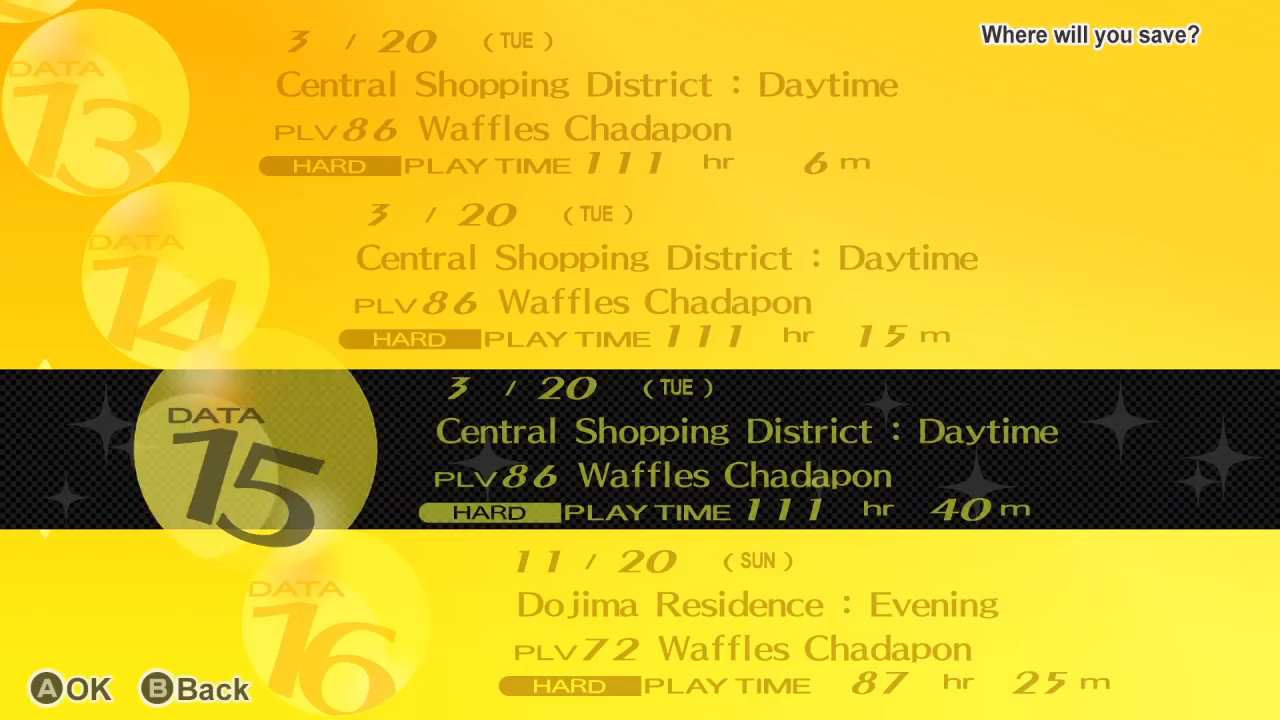 Where will you save?
DATA
13
3 / 20 ( TUE )
Central Shopping District : Daytime
PLV 86 Waffles Chadapon
HARD PLAY TIME 111 hr 6 m
DATA
14
3 / 20 ( TUE )
Central Shopping District : Daytime
PLV 86 Waffles Chadapon
HARD PLAY TIME 111 hr 15 m
DATA
15
3 / 20 ( TUE )
Central Shopping District : Daytime
PLV 86 Waffles Chadapon
HARD PLAY TIME 111 hr 40 m
DATA
16
11 / 20 ( SUN )
Dojima Residence : Evening
PLV 72 Waffles Chadapon
HARD PLAY TIME 87 hr 25 m
A OK B Back